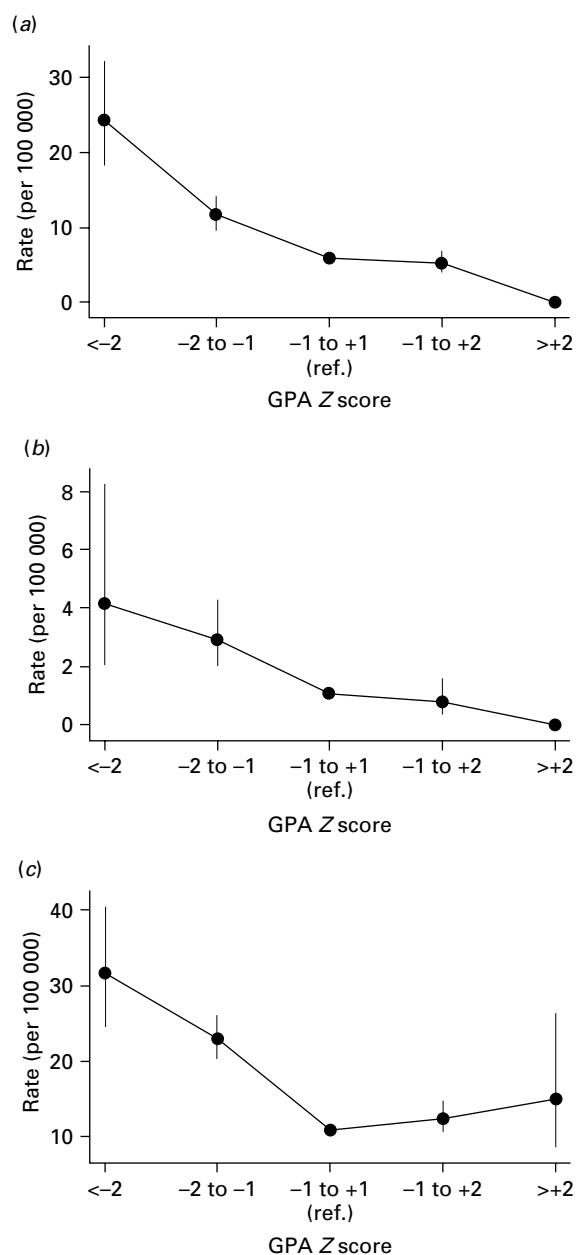 (a)
Rate (per 100 000)
30
20
10
0
<–2
–2 to –1
–1 to +1
(ref.)
–1 to +2
>+2
GPA Z score
(b)
Rate (per 100 000)
8
6
4
2
0
<–2
–2 to –1
–1 to +1
(ref.)
–1 to +2
>+2
GPA Z score
(c)
Rate (per 100 000)
40
30
20
10
<–2
–2 to –1
–1 to +1
(ref.)
–1 to +2
>+2
GPA Z score